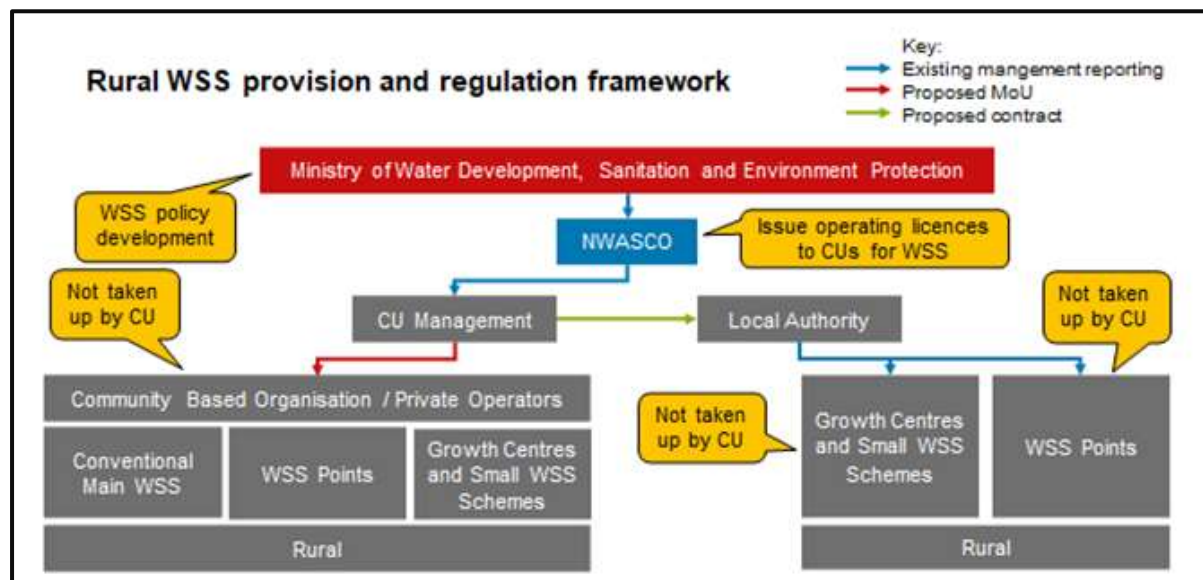 Key:
Existing mangement reporting
Proposed MoU
Proposed contract
Rural WSS provision and regulation framework
Ministry of Water Development, Sanitation and Environment Protection
WSS policy
development
NWASCO
Issue operating licences
to CUs for WSS
Not taken
up by CU
CU Management
Local Authority
Not taken
up by CU
Community Based Organisation / Private Operators
Conventional
Main WSS
WSS Points
Growth Centres
and Small WSS
Schemes
Rural
Not taken
up by CU
Growth Centres
and Small WSS
Schemes
WSS Points
Rural